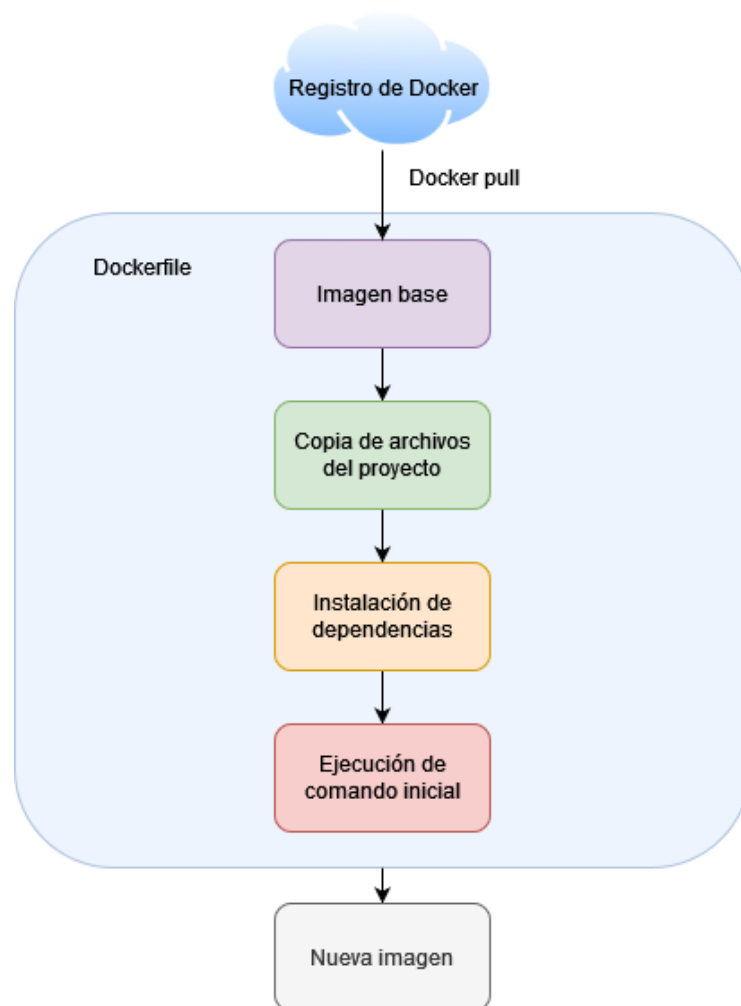 Registro de Docker
Docker pull
Dockerfile
Imagen base
Copia de archivos
del proyecto
Instalación de
dependencias
Ejecución de
comando inicial
Nueva imagen